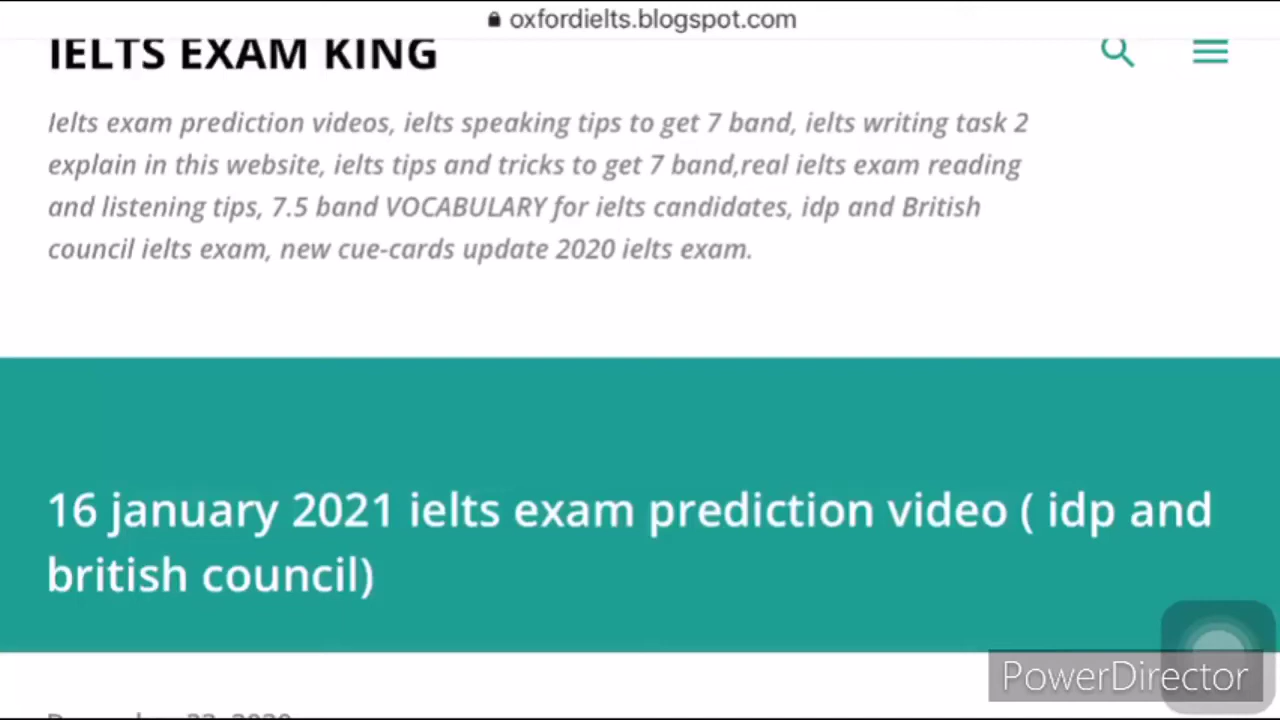 oxfordielts.blogspot.com
IELTS EXAM KING
Ielts exam prediction videos, ielts speaking tips to get 7 band, ielts writing task 2
explain in this website, ielts tips and tricks to get 7 band,real ielts exam reading
and listening tips, 7.5 band VOCABULARY for ielts candidates, idp and British
council ielts exam, new cue-cards update 2020 ielts exam.
16 january 2021 ielts exam prediction video ( idp and
british council)
PowerDirector